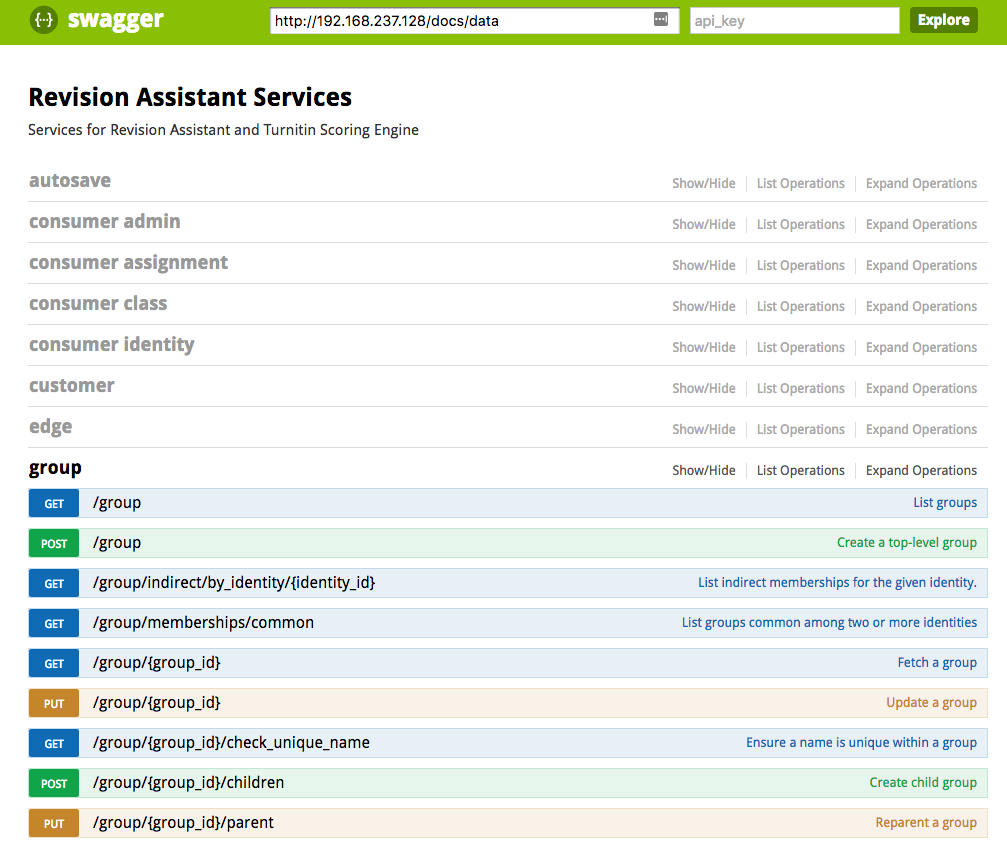 {··} swagger http://192.168.237.128/docs/data api_key Explore
Revision Assistant Services
Services for Revision Assistant and Turnitin Scoring Engine
autosave Show/Hide List Operations Expand Operations
consumer admin Show/Hide List Operations Expand Operations
consumer assignment Show/Hide List Operations Expand Operations
consumer class Show/Hide List Operations Expand Operations
consumer identity Show/Hide List Operations Expand Operations
customer Show/Hide List Operations Expand Operations
edge Show/Hide List Operations Expand Operations
group Show/Hide List Operations Expand Operations
GET /group List groups
POST /group Create a top-level group
GET /group/indirect/by_identity/{identity_id} List indirect memberships for the given identity.
GET /group/memberships/common List groups common among two or more identities
GET /group/{group_id} Fetch a group
PUT /group/{group_id} Update a group
GET /group/{group_id}/check_unique_name Ensure a name is unique within a group
POST /group/{group_id}/children Create child group
PUT /group/{group_id}/parent Reparent a group